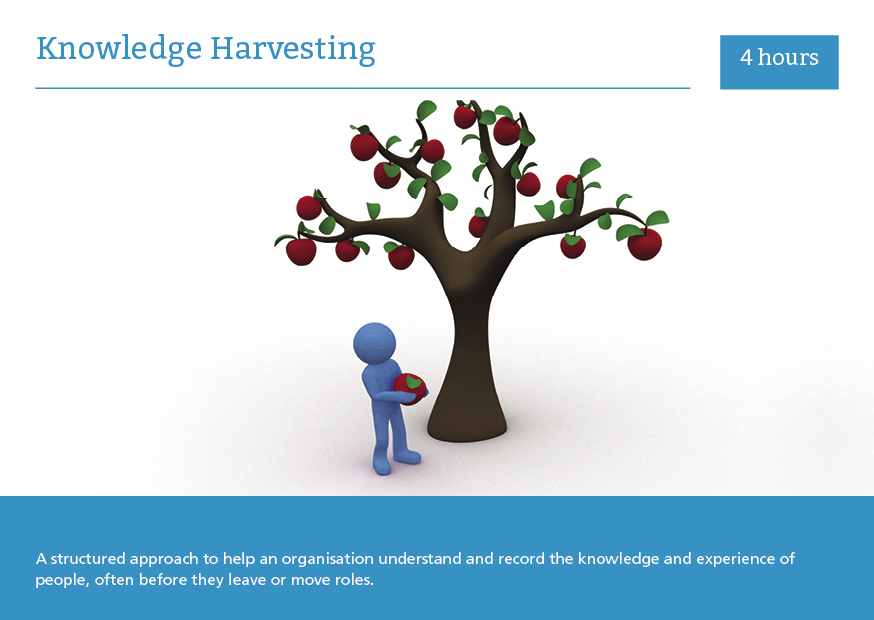 Knowledge Harvesting
4 hours
A structured approach to help an organisation understand and record the knowledge and experience of
people, often before they leave or move roles.